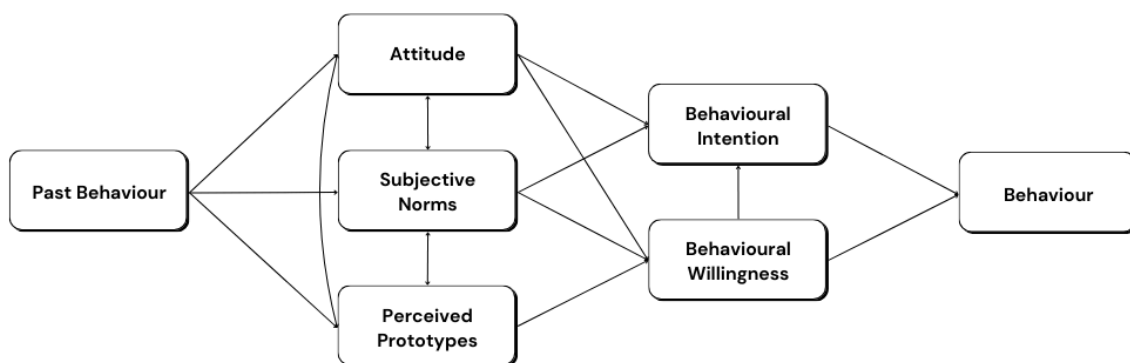 Attitude
Behavioural
Intention
Past Behaviour
Subjective
Norms
Behaviour
Behavioural
Willingness
Perceived
Prototypes